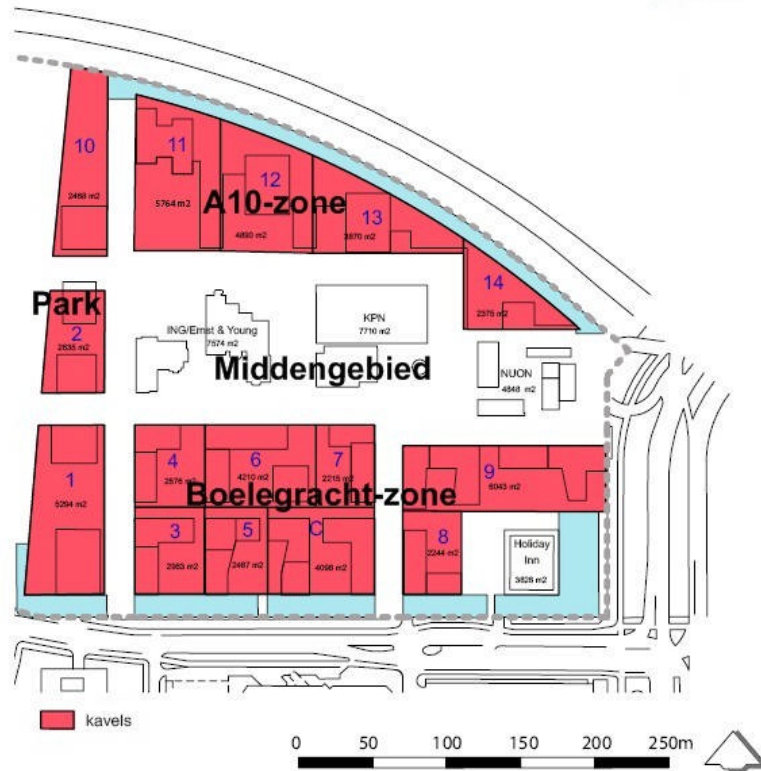 10
2468 m2
11
5764 m2
12
4893 m2
A10-zone
13
3870 m2
14
2375 m2
Park
2
2635 m2
ING/Ernst & Young
7574 m2
KPN
7710 m2
Middengebied
NUON
4848 m2
1
5294 m2
4
2576 m2
6
4210 m2
7
2215 m2
Boelegracht-zone
9
6043 m2
3
2983 m2
5
2467 m2
C
4098 m2
8
2244 m2
Holiday
Inn
3828 m2
kavels
0 50 100 150 200 250m